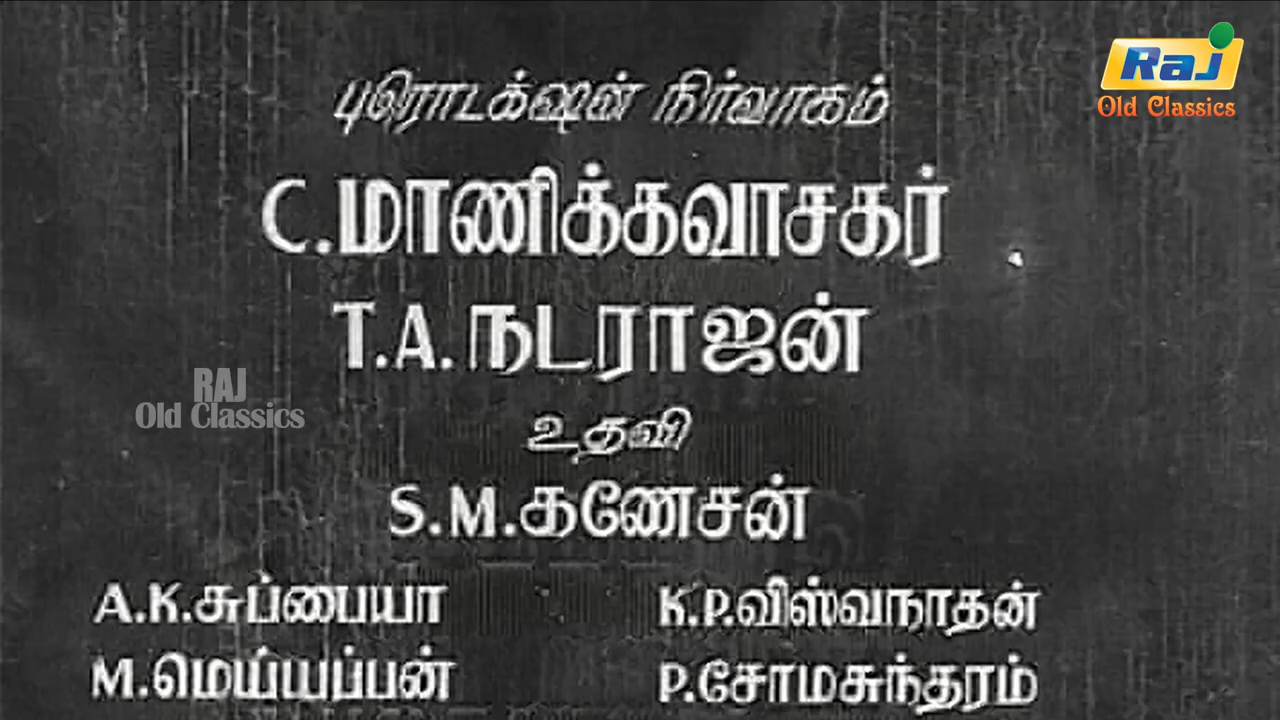 Raj
Old Classics
புரொடக்ஷன் நிர்வாகம்
C.மாணிக்கவாசகர்
T.A.நடராஜன்
RAJ
Old Classics
உதவி
S.M.கணேசன்
A.K.சுப்பையா K.P.விஸ்வநாதன்
M.மெய்யப்பன் P.சோமசுந்தரம்